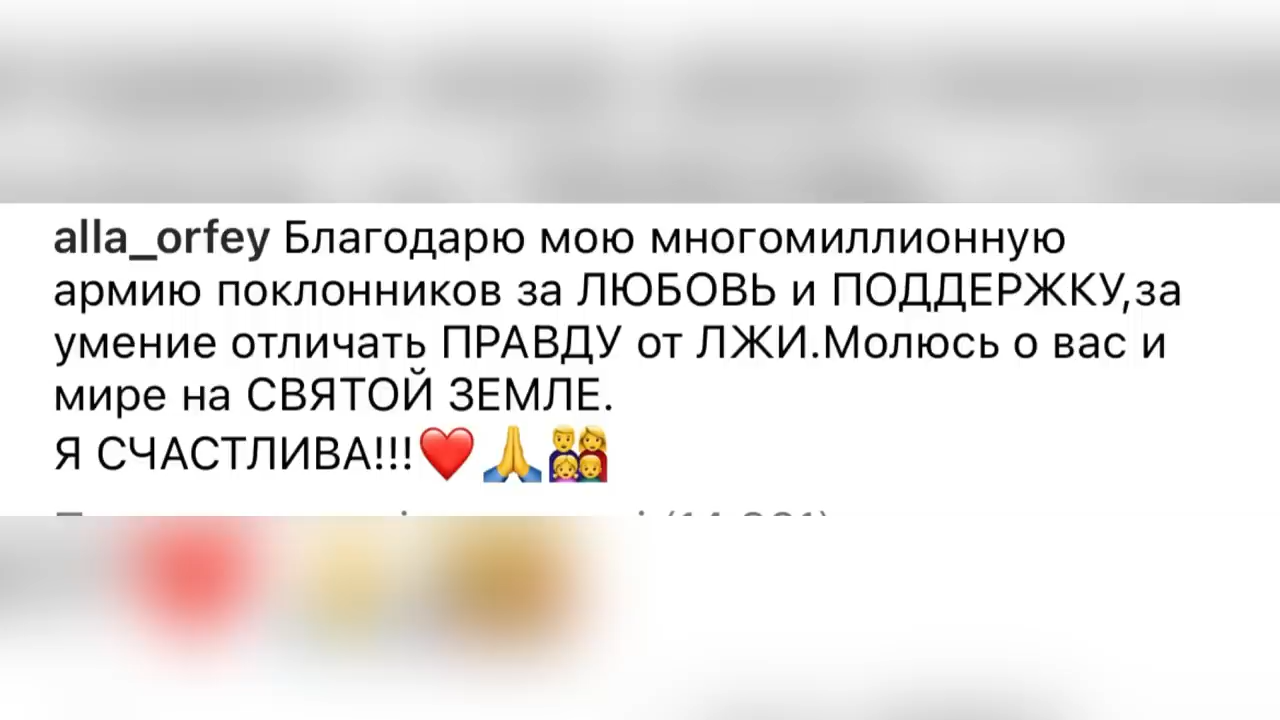 alla_orfey Благодарю мою многомиллионную
армию поклонников за ЛЮБОВЬ и ПОДДЕРЖКУ,за
умение отличать ПРАВДУ от ЛЖИ.Молюсь о вас и
мире на СВЯТОЙ ЗЕМЛЕ.
Я СЧАСТЛИВА!!!❤️🙏👨‍👩‍👧‍👦